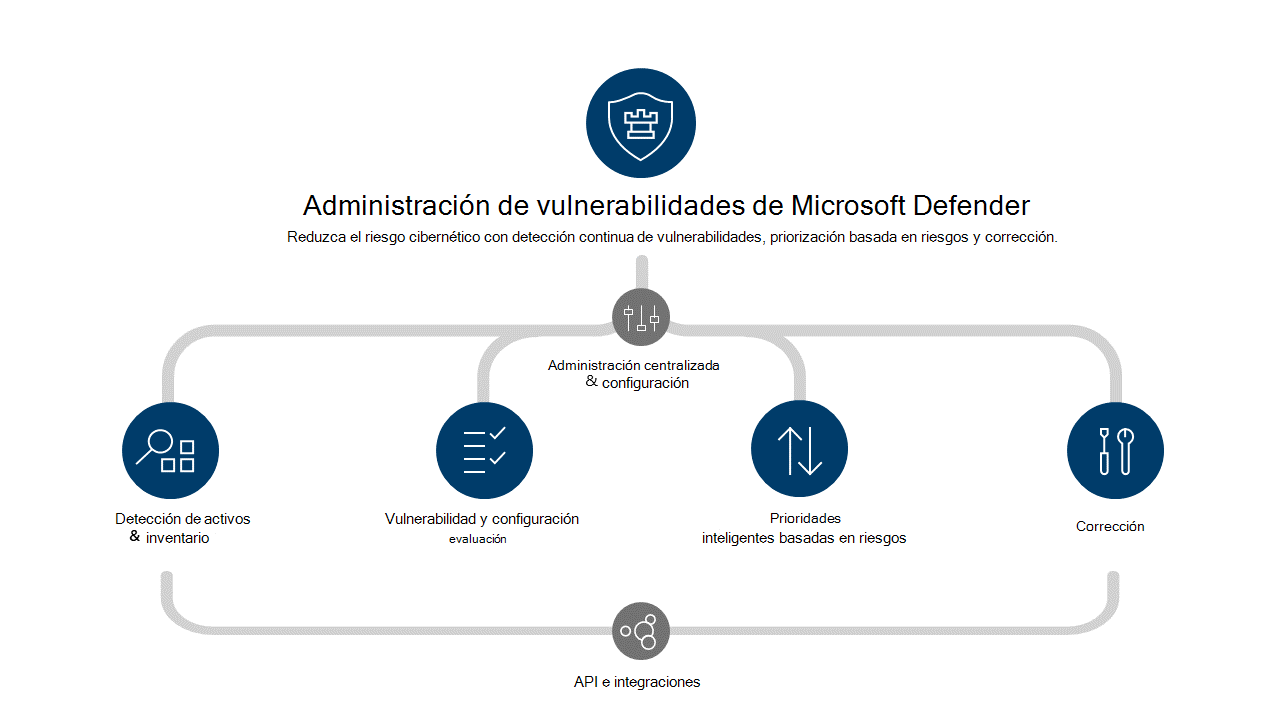 Administración de vulnerabilidades de Microsoft Defender
Reduzca el riesgo cibernético con detección continua de vulnerabilidades, priorización basada en riesgos y corrección.
Administración centralizada
& configuración
Detección de activos
& inventario
Vulnerabilidad y configuración
evaluación
Prioridades
inteligentes basadas en riesgos
Corrección
API e integraciones